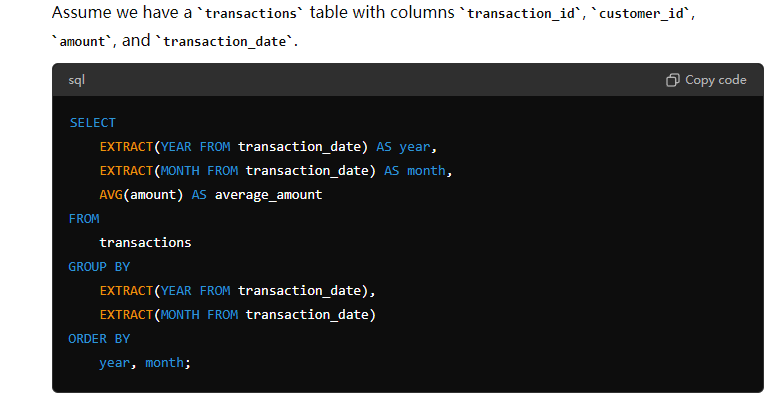 Assume we have a `transactions` table with columns `transaction_id`, `customer_id`,
`amount`, and `transaction_date`.
sql
Copy code
SELECT
    EXTRACT(YEAR FROM transaction_date) AS year,
    EXTRACT(MONTH FROM transaction_date) AS month,
    AVG(amount) AS average_amount
FROM
    transactions
GROUP BY
    EXTRACT(YEAR FROM transaction_date),
    EXTRACT(MONTH FROM transaction_date)
ORDER BY
    year, month;